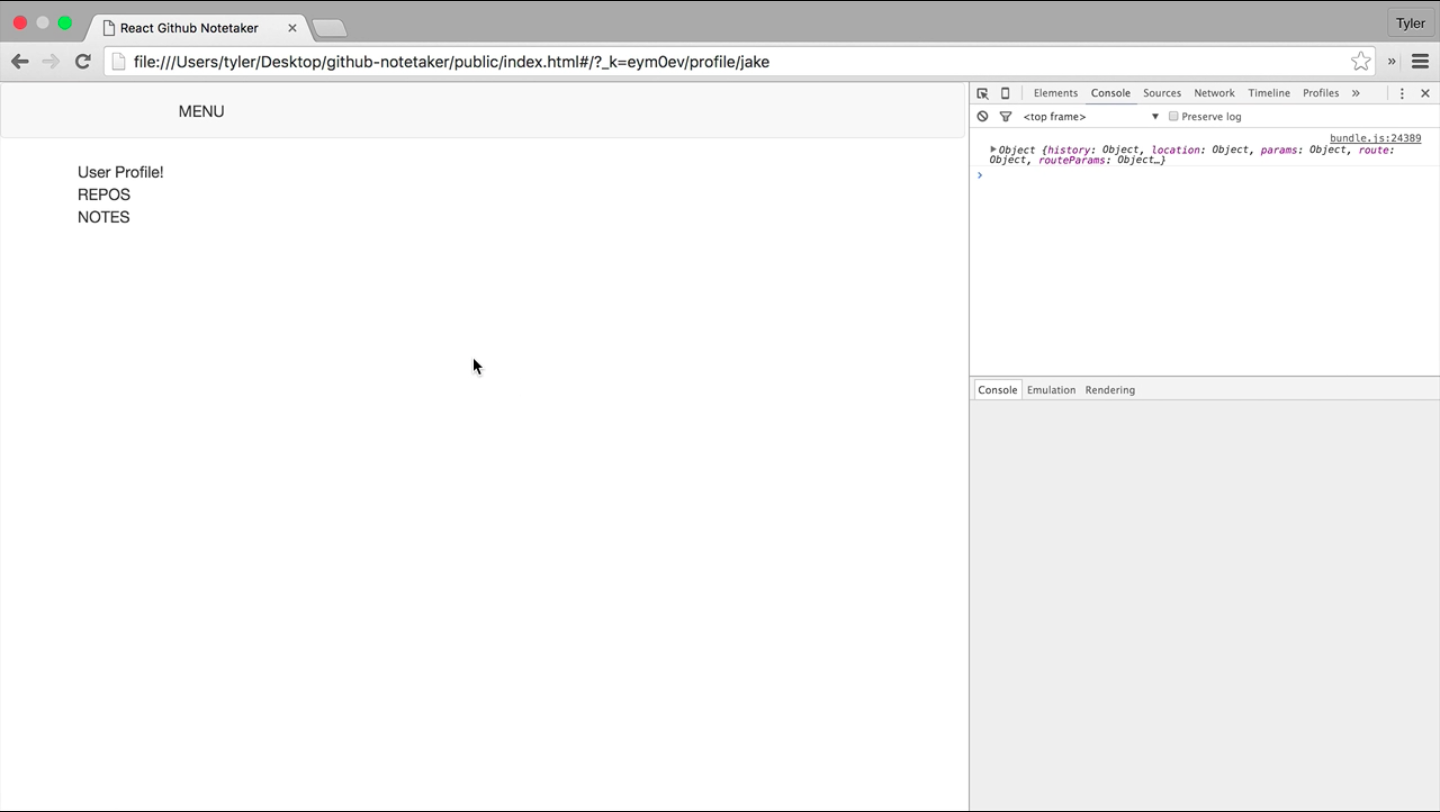 React Github Notetaker
Tyler
file:///Users/tyler/Desktop/github-notetaker/public/index.html#/?_k=eym0ev/profile/jake
»
MENU
User Profile!
REPOS
NOTES
Elements Console Sources Network Timeline Profiles »
<top frame> Preserve log
bundle.js:24389
Object {history: Object, location: Object, params: Object, route:
Object, routeParams: Object…}
Console Emulation Rendering